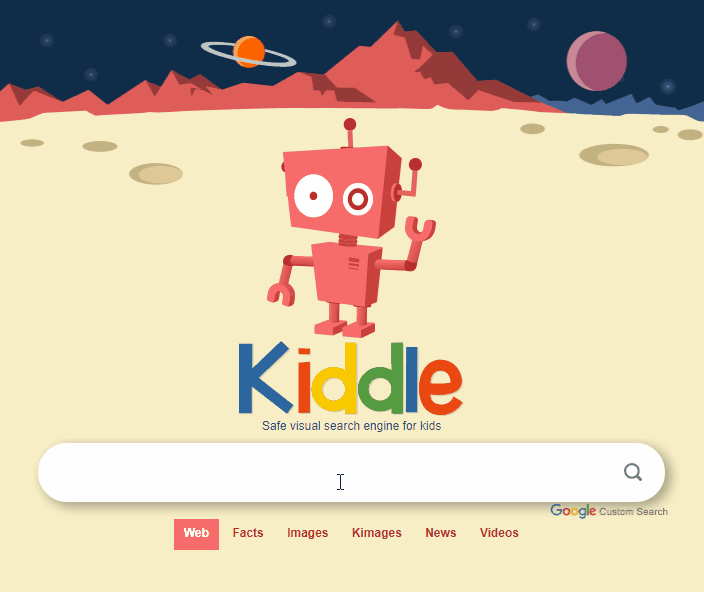 Kiddle
Safe visual search engine for kids
Google Custom Search
Web Facts Images Kimages News Videos